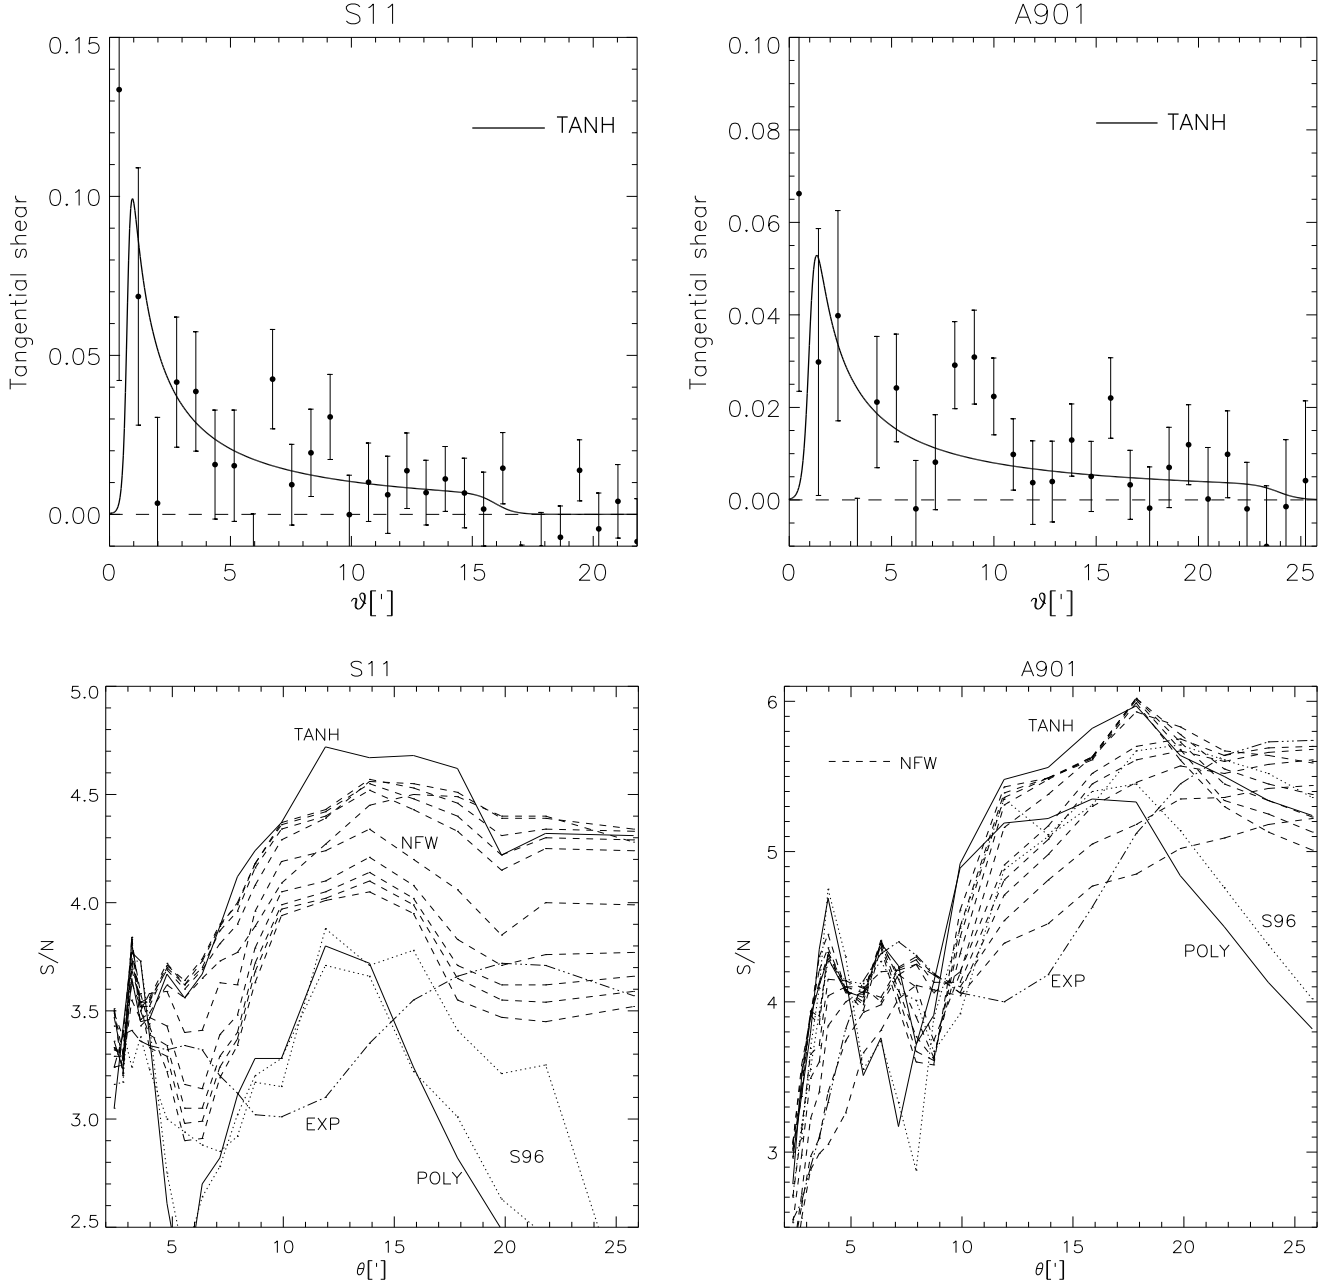 S11
0.15
0.10
0.05
0.00
Tangential shear
TANH
0 5 10 15 20
ϑ[']
A901
0.10
0.08
0.06
0.04
0.02
0.00
Tangential shear
TANH
0 5 10 15 20 25
ϑ[']
S11
5.0
4.5
4.0
3.5
3.0
2.5
S/N
TANH
NFW
EXP
S96
POLY
5 10 15 20 25
θ[']
A901
6
5
4
3
S/N
TANH
NFW
S96
POLY
EXP
5 10 15 20 25
θ[']